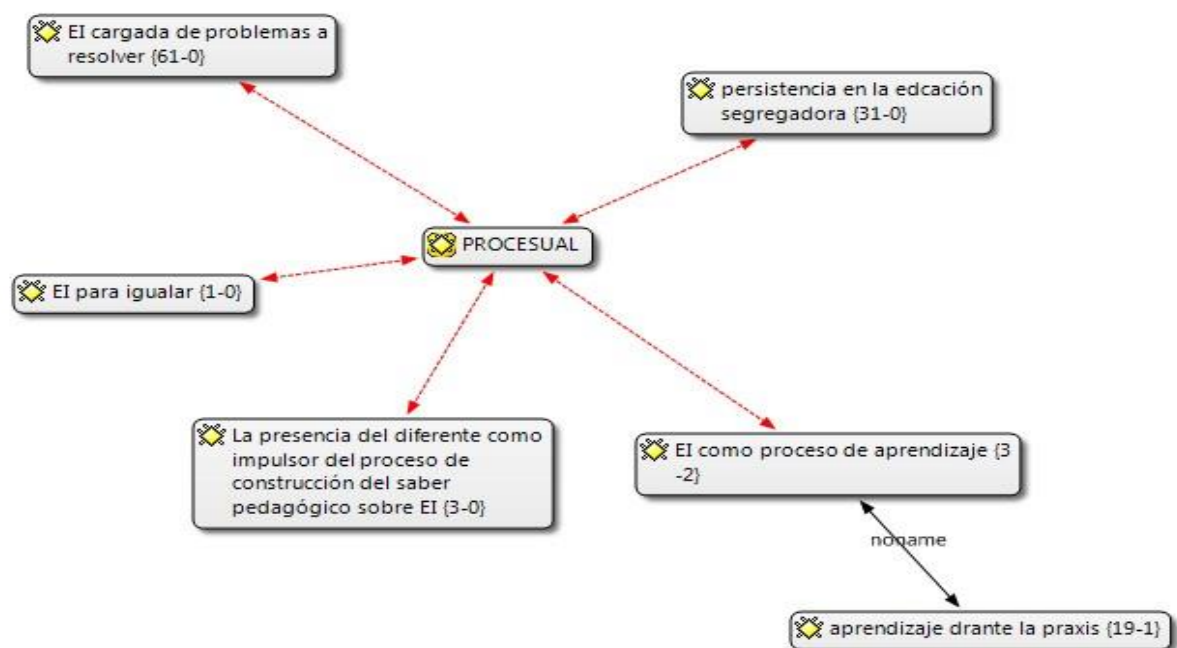 EI cargada de problemas a
resolver {61-0}
persistencia en la edcación
segregadora {31-0}
PROCESUAL
EI para igualar {1-0}
La presencia del diferente como
impulsor del proceso de
construcción del saber
pedagógico sobre EI {3-0}
EI como proceso de aprendizaje {3
-2}
noname
aprendizaje drante la praxis {19-1}